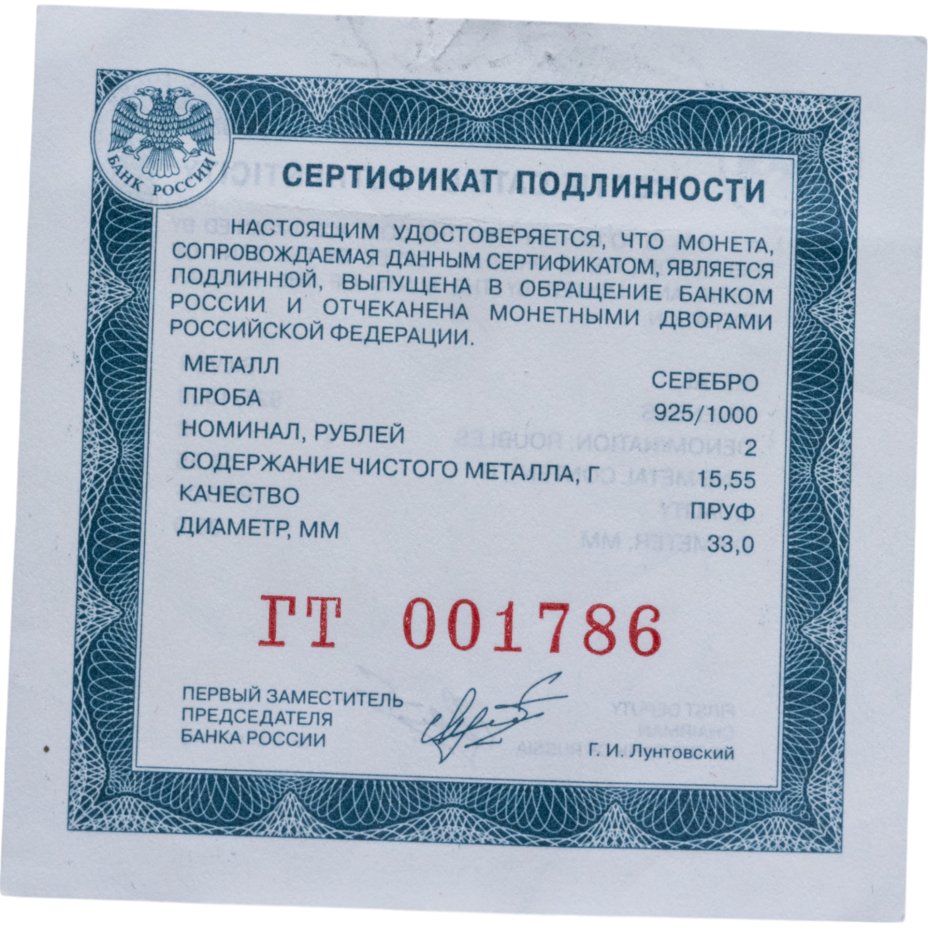 БАНК РОССИИ
СЕРТИФИКАТ ПОДЛИННОСТИ
НАСТОЯЩИМ УДОСТОВЕРЯЕТСЯ, ЧТО МОНЕТА,
СОПРОВОЖДАЕМАЯ ДАННЫМ СЕРТИФИКАТОМ, ЯВЛЯЕТСЯ
ПОДЛИННОЙ, ВЫПУЩЕНА В ОБРАЩЕНИЕ БАНКОМ
РОССИИ И ОТЧЕКАНЕНА МОНЕТНЫМИ ДВОРАМИ
РОССИЙСКОЙ ФЕДЕРАЦИИ.
МЕТАЛЛ СЕРЕБРО
ПРОБА 925/1000
НОМИНАЛ, РУБЛЕЙ 2
СОДЕРЖАНИЕ ЧИСТОГО МЕТАЛЛА, Г 15,55
КАЧЕСТВО ПРУФ
ДИАМЕТР, ММ 33,0
ГТ 001786
ПЕРВЫЙ ЗАМЕСТИТЕЛЬ
ПРЕДСЕДАТЕЛЯ
БАНКА РОССИИ
Г. И. Лунтовский